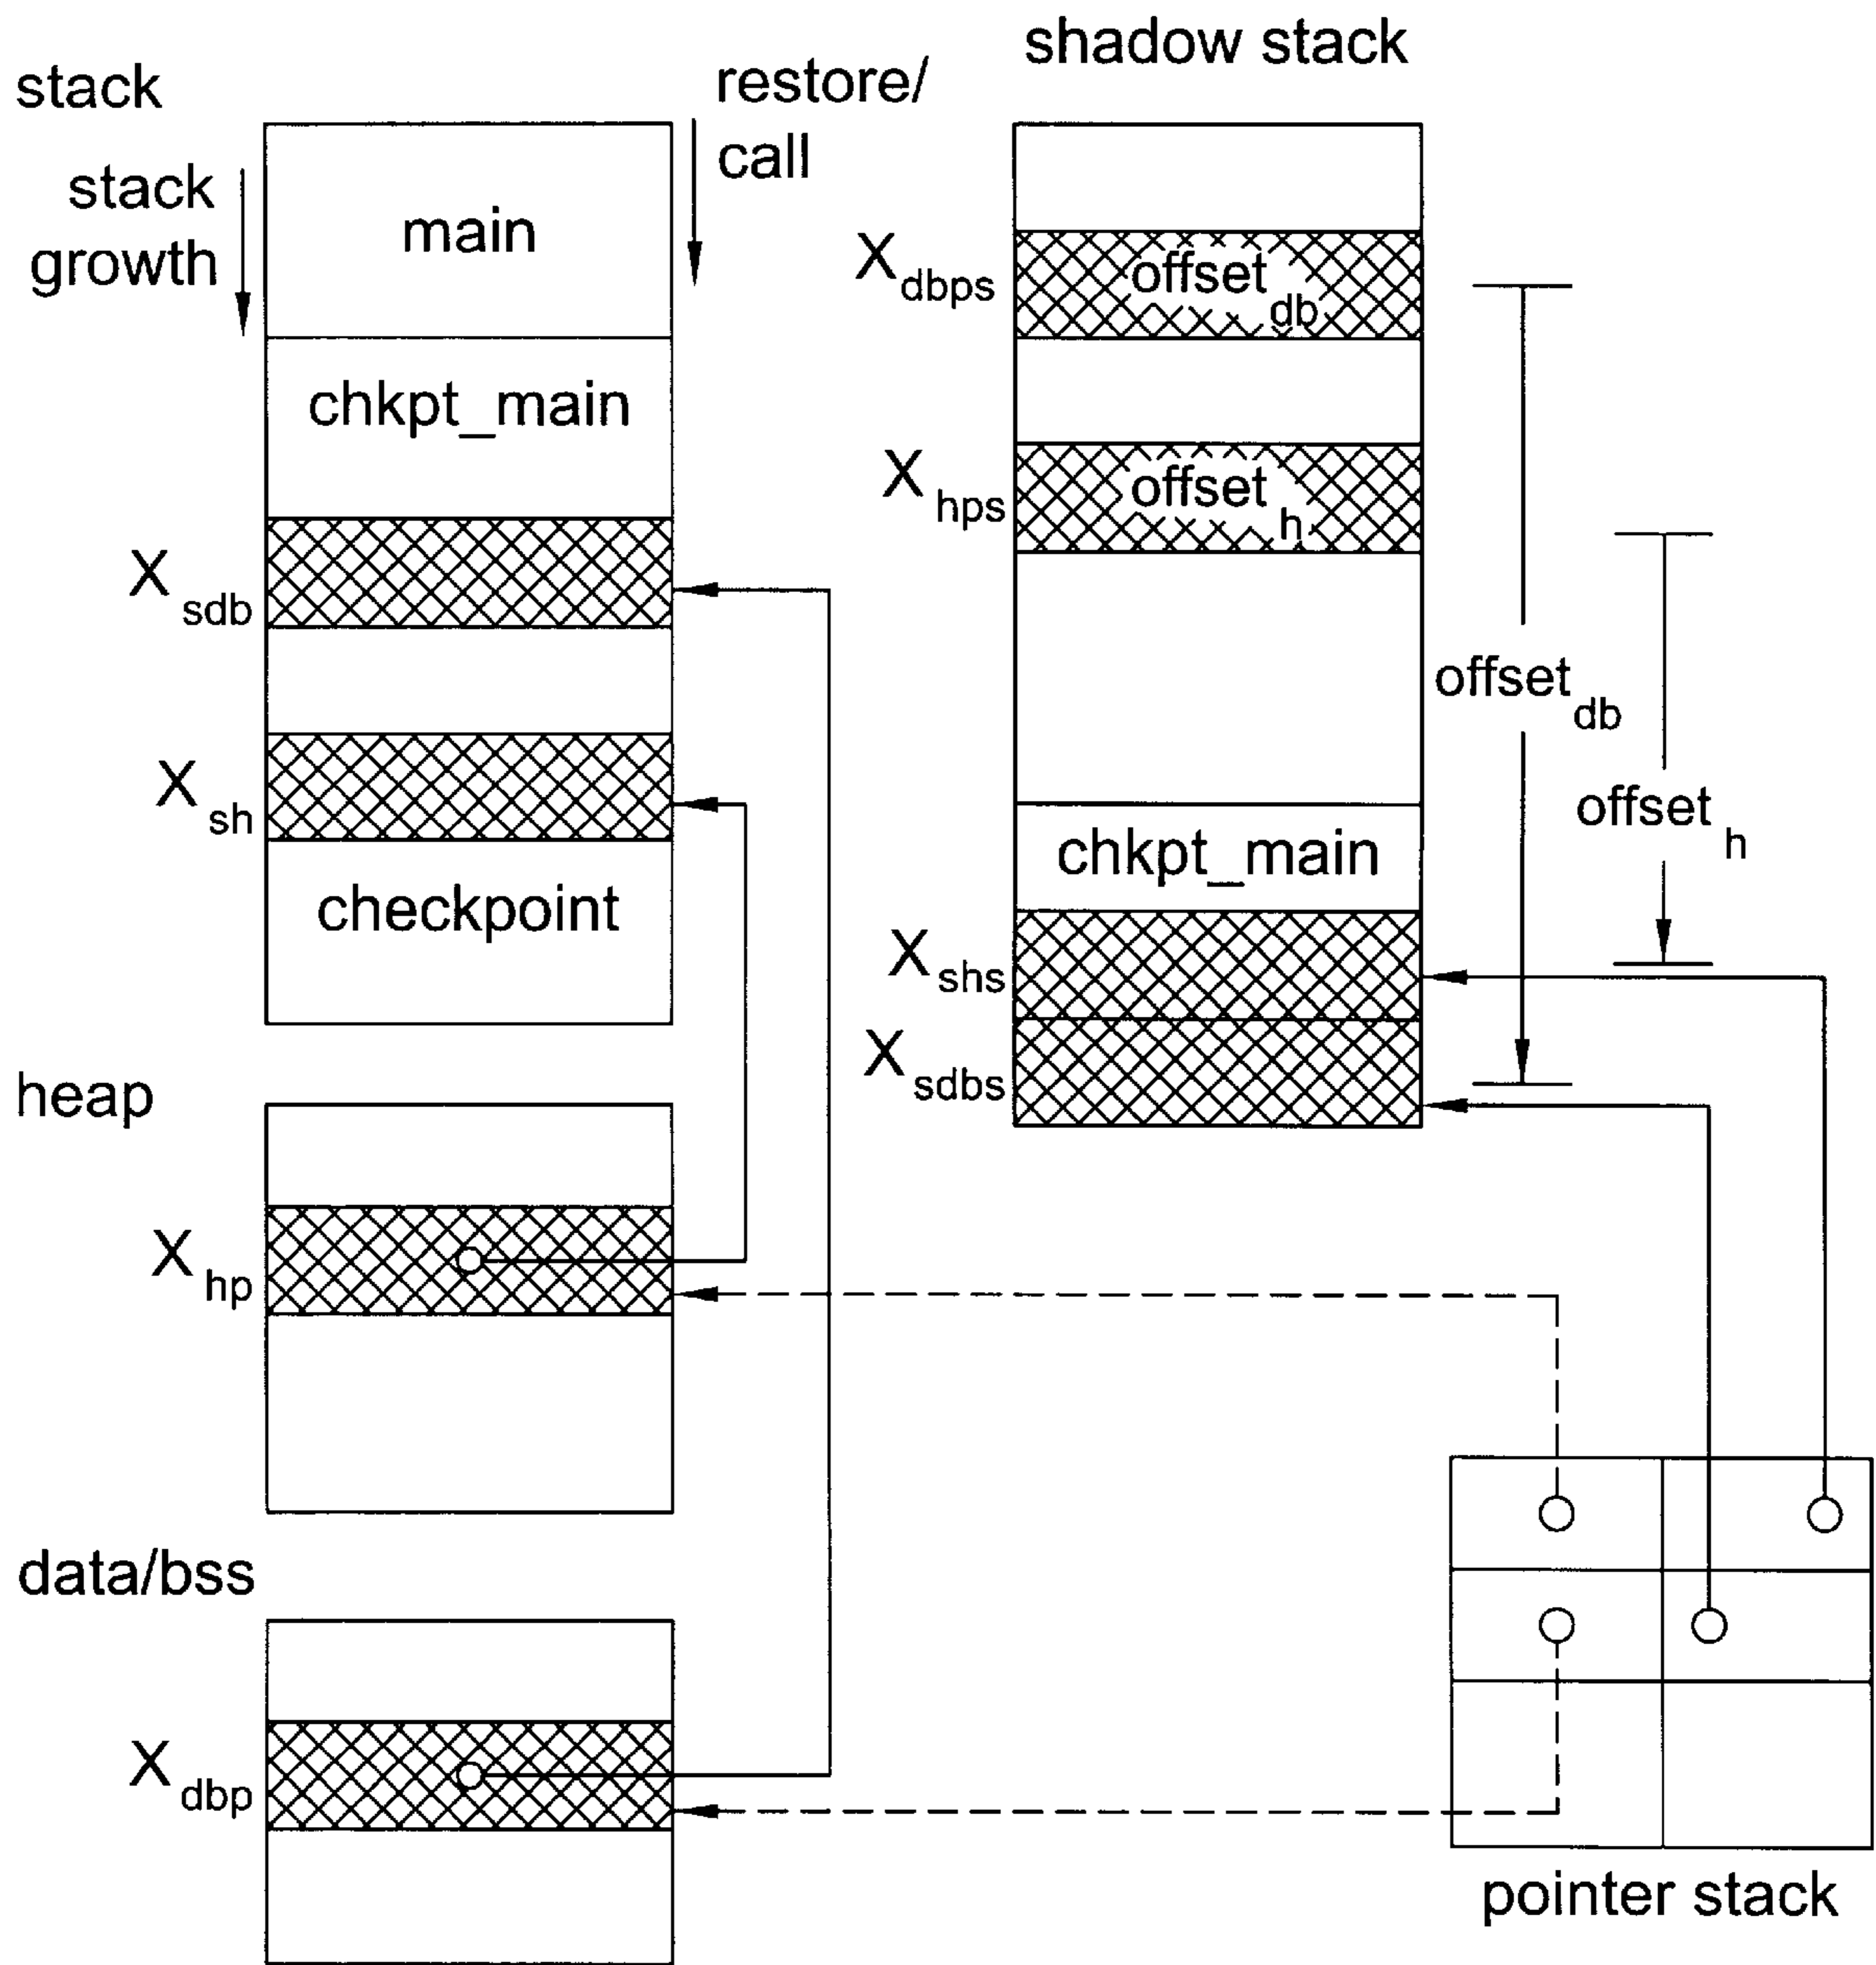 shadow stack
stack
restore/
call
stack
growth
main
chkpt_main
X sdb
X sh
checkpoint
X dbps
offset db
X hps
offset h
offset db
offset h
chkpt_main
X shs
X sdbs
heap
X hp
data/bss
X dbp
pointer stack